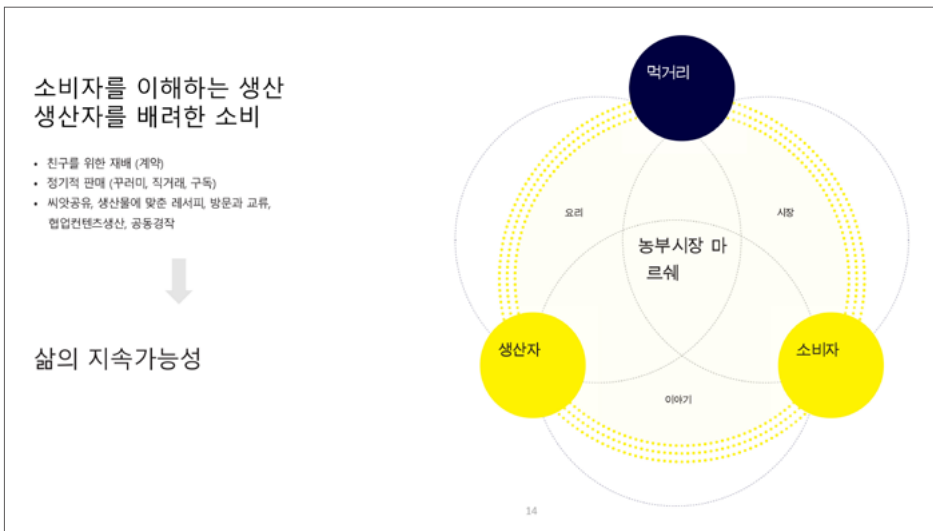 소비자를 이해하는 생산
생산자를 배려한 소비
• 친구를 위한 재배 (계약)
• 정기적 판매 (꾸러미, 직거래, 구독)
• 씨앗공유, 생산물에 맞춘 레서피, 방문과 교류,
협업컨텐츠생산, 공동경작
삶의 지속가능성
먹거리
요리
시장
농부시장 마
르쉐
생산자
소비자
이야기
14